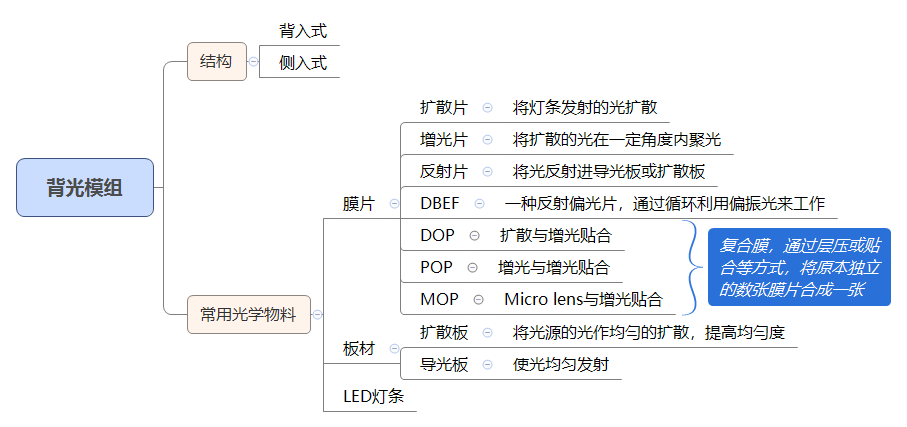 背光模组
结构
背入式
侧入式
常用光学物料
膜片
扩散片
将灯条发射的光扩散
增光片
将扩散的光在一定角度内聚光
反射片
将光反射进导光板或扩散板
DBEF
一种反射偏光片，通过循环利用偏振光来工作
DOP
扩散与增光贴合
POP
增光与增光贴合
MOP
Micro lens与增光贴合
复合膜，通过层压或贴
合等方式，将原本独立
的数张膜片合成一张
板材
扩散板
将光源的光作均匀的扩散，提高均匀度
导光板
使光均匀发射
LED灯条